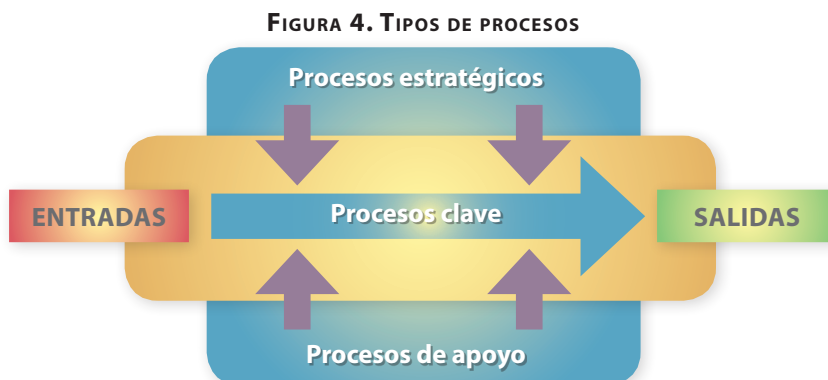 FIGURA 4. TIPOS DE PROCESOS
Procesos estratégicos
ENTRADAS
Procesos clave
SALIDAS
Procesos de apoyo